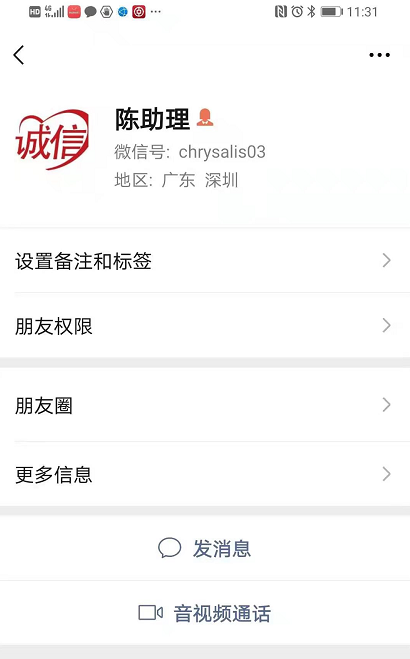 HD 4G 11:31
诚信
陈助理
微信号: chrysalis03
地区: 广东 深圳
设置备注和标签
朋友权限
朋友圈
更多信息
发消息
音视频通话